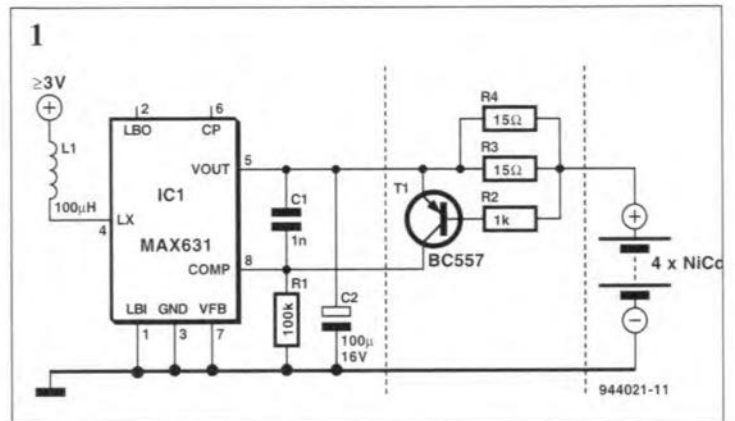 1
≥3V
L1
100µH
2
6
LBO
CP
VOUT
5
IC1
4
LX
MAX631
COMP
8
LBI
GND
VFB
1
3
7
C1
1n
R1
100k
C2
100µ
16V
T1
BC557
R4
15Ω
R3
15Ω
R2
1k
4 x NiCd
944021-11